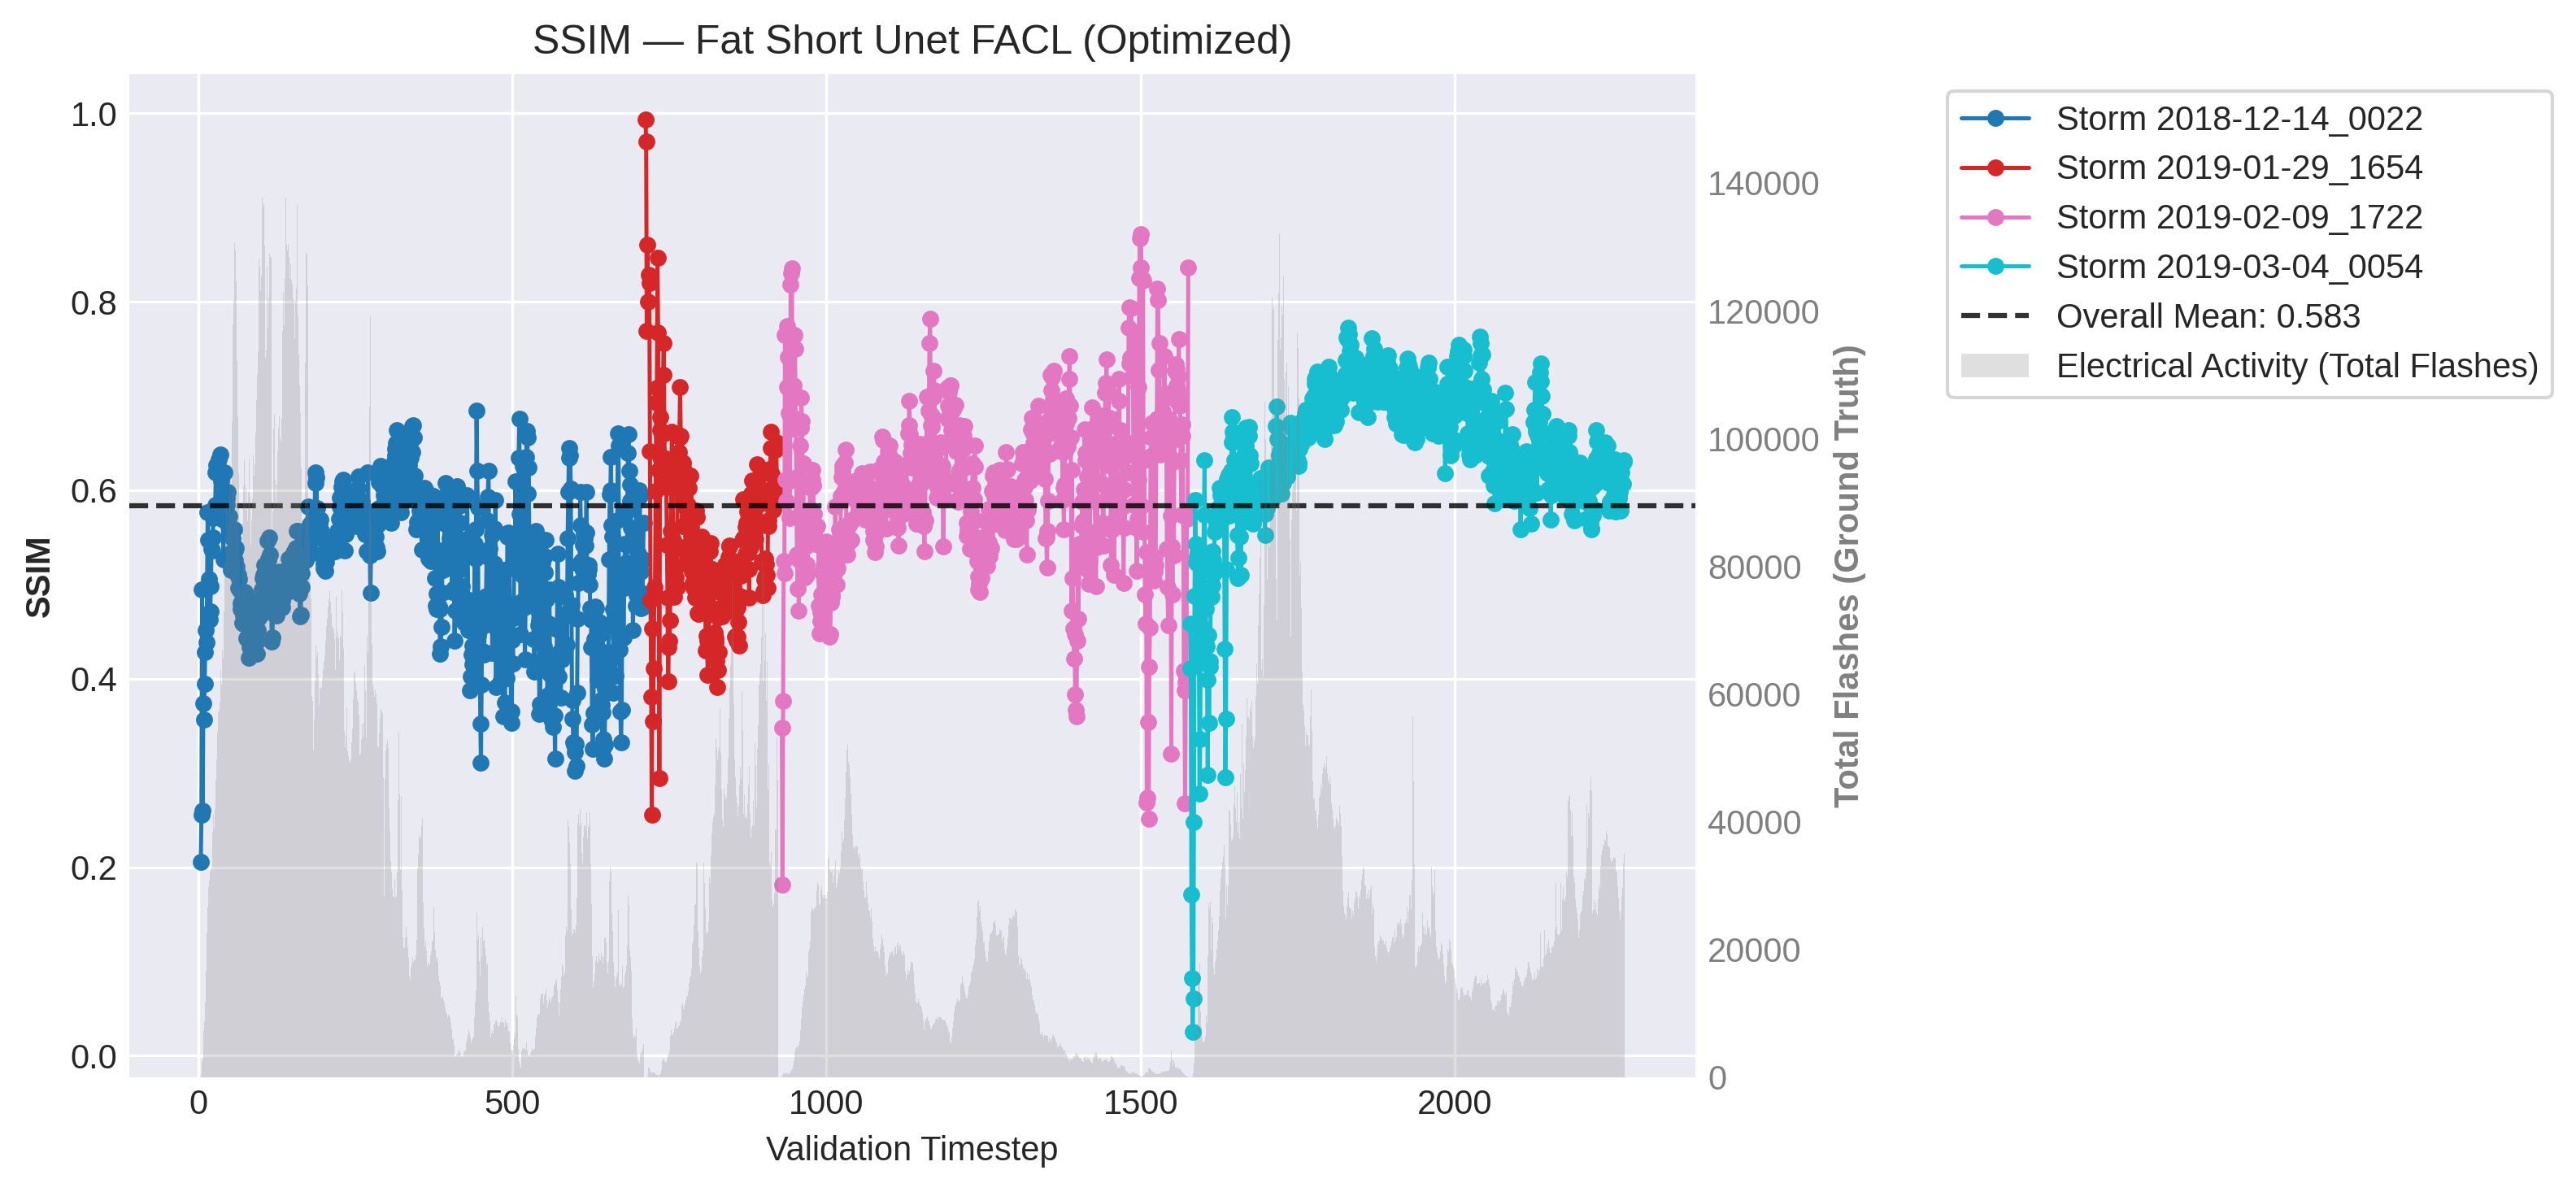 SSIM — Fat Short Unet FACL (Optimized)
1.0
0.8
0.6
0.4
0.2
0.0
SSIM
0
500
1000
1500
2000
Validation Timestep
140000
120000
100000
80000
60000
40000
20000
0
Total Flashes (Ground Truth)
Storm 2018-12-14_0022
Storm 2019-01-29_1654
Storm 2019-02-09_1722
Storm 2019-03-04_0054
Overall Mean: 0.583
Electrical Activity (Total Flashes)